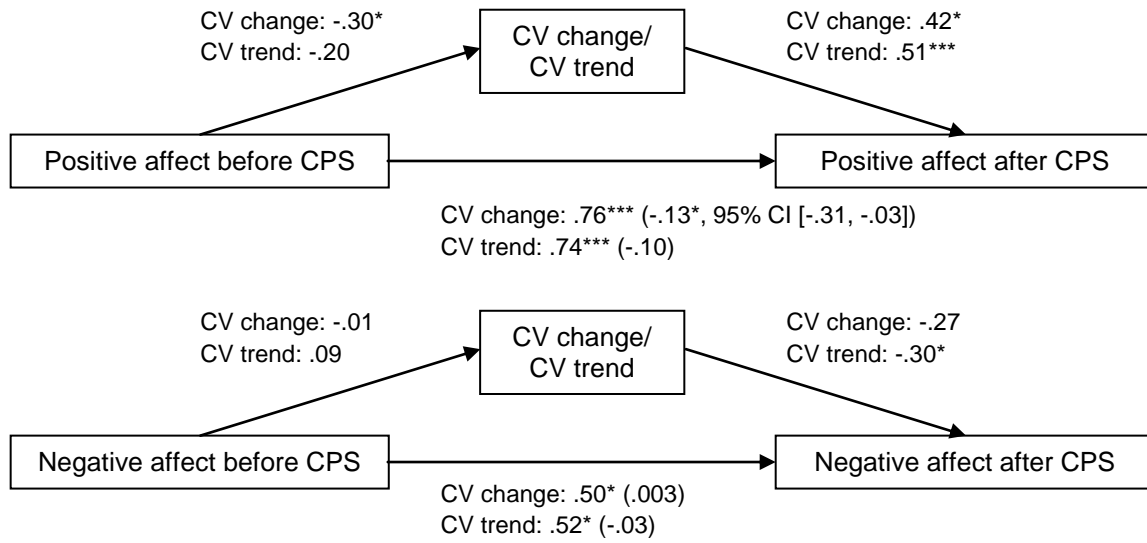 CV change: -.30*
CV trend: -.20
CV change/
CV trend
CV change: .42*
CV trend: .51***
Positive affect before CPS
Positive affect after CPS
CV change: .76*** (-.13*, 95% CI [-.31, -.03])
CV trend: .74*** (-.10)
CV change: -.01
CV trend: .09
CV change/
CV trend
CV change: -.27
CV trend: -.30*
Negative affect before CPS
Negative affect after CPS
CV change: .50* (.003)
CV trend: .52* (-.03)